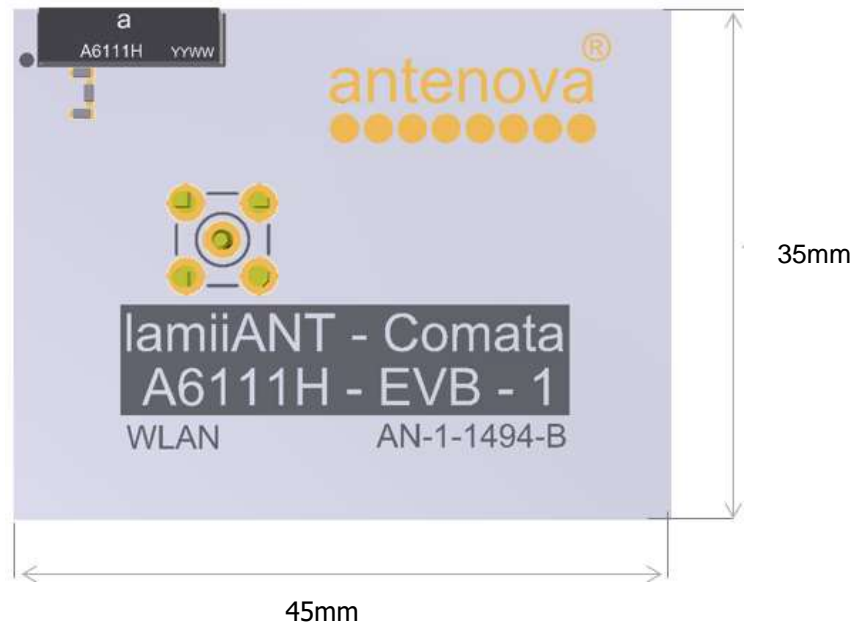 a
A6111H YYWW
antenova®
35mm
lamiiANT - Comata
A6111H - EVB - 1
WLAN AN-1-1494-B
45mm